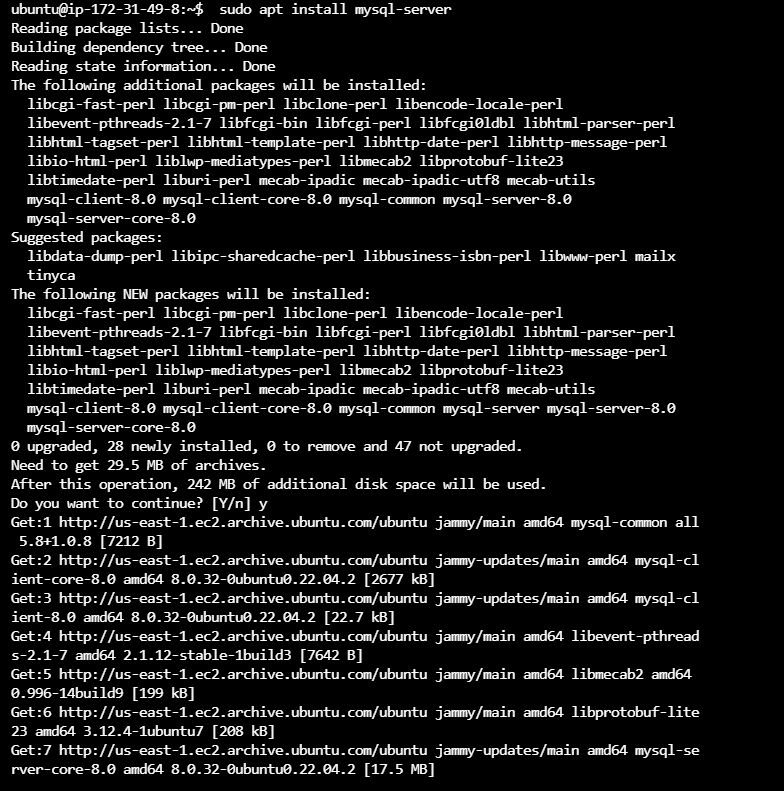 ubuntu@ip-172-31-49-8:~$  sudo apt install mysql-server
Reading package lists... Done
Building dependency tree... Done
Reading state information... Done
The following additional packages will be installed:
  libcgi-fast-perl libcgi-pm-perl libclone-perl libencode-locale-perl
  libevent-pthreads-2.1-7 libfcgi-bin libfcgi-perl libfcgi0ldbl libhtml-parser-perl
  libhtml-tagset-perl libhtml-template-perl libhttp-date-perl libhttp-message-perl
  libio-html-perl liblwp-mediatypes-perl libmecab2 libprotobuf-lite23
  libtimedate-perl liburi-perl mecab-ipadic mecab-ipadic-utf8 mecab-utils
  mysql-client-8.0 mysql-client-core-8.0 mysql-common mysql-server-8.0
  mysql-server-core-8.0
Suggested packages:
  libdata-dump-perl libipc-sharedcache-perl libbusiness-isbn-perl libwww-perl mailx
  tinyca
The following NEW packages will be installed:
  libcgi-fast-perl libcgi-pm-perl libclone-perl libencode-locale-perl
  libevent-pthreads-2.1-7 libfcgi-bin libfcgi-perl libfcgi0ldbl libhtml-parser-perl
  libhtml-tagset-perl libhtml-template-perl libhttp-date-perl libhttp-message-perl
  libio-html-perl liblwp-mediatypes-perl libmecab2 libprotobuf-lite23
  libtimedate-perl liburi-perl mecab-ipadic mecab-ipadic-utf8 mecab-utils
  mysql-client-8.0 mysql-client-core-8.0 mysql-common mysql-server mysql-server-8.0
  mysql-server-core-8.0
0 upgraded, 28 newly installed, 0 to remove and 47 not upgraded.
Need to get 29.5 MB of archives.
After this operation, 242 MB of additional disk space will be used.
Do you want to continue? [Y/n] y
Get:1 http://us-east-1.ec2.archive.ubuntu.com/ubuntu jammy/main amd64 mysql-common all
 5.8+1.0.8 [7212 B]
Get:2 http://us-east-1.ec2.archive.ubuntu.com/ubuntu jammy-updates/main amd64 mysql-cl
ient-core-8.0 amd64 8.0.32-0ubuntu0.22.04.2 [2677 kB]
Get:3 http://us-east-1.ec2.archive.ubuntu.com/ubuntu jammy-updates/main amd64 mysql-cl
ient-8.0 amd64 8.0.32-0ubuntu0.22.04.2 [22.7 kB]
Get:4 http://us-east-1.ec2.archive.ubuntu.com/ubuntu jammy/main amd64 libevent-pthread
s-2.1-7 amd64 2.1.12-stable-1build3 [7642 B]
Get:5 http://us-east-1.ec2.archive.ubuntu.com/ubuntu jammy/main amd64 libmecab2 amd64
0.996-14build9 [199 kB]
Get:6 http://us-east-1.ec2.archive.ubuntu.com/ubuntu jammy/main amd64 libprotobuf-lite
23 amd64 3.12.4-1ubuntu7 [208 kB]
Get:7 http://us-east-1.ec2.archive.ubuntu.com/ubuntu jammy-updates/main amd64 mysql-se
rver-core-8.0 amd64 8.0.32-0ubuntu0.22.04.2 [17.5 MB]